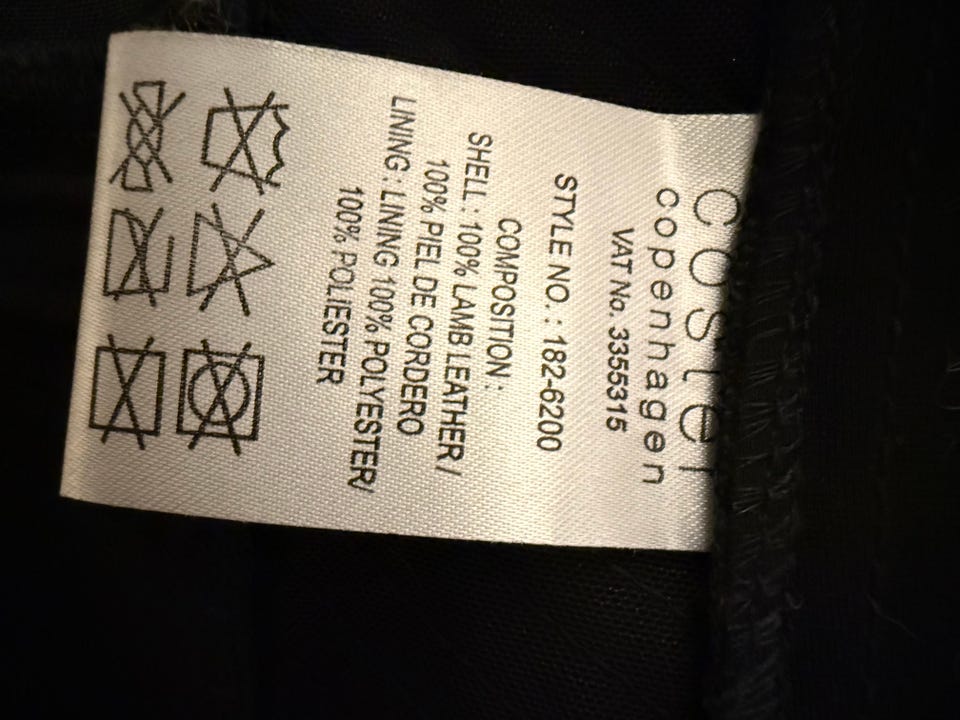 coster
copenhagen
VAT No. 3355315
STYLE NO. : 182-6200
COMPOSITION :
SHELL : 100% LAMB LEATHER /
100% PIEL DE CORDERO
LINING : LINING 100% POLYESTER/
100% POLIESTER